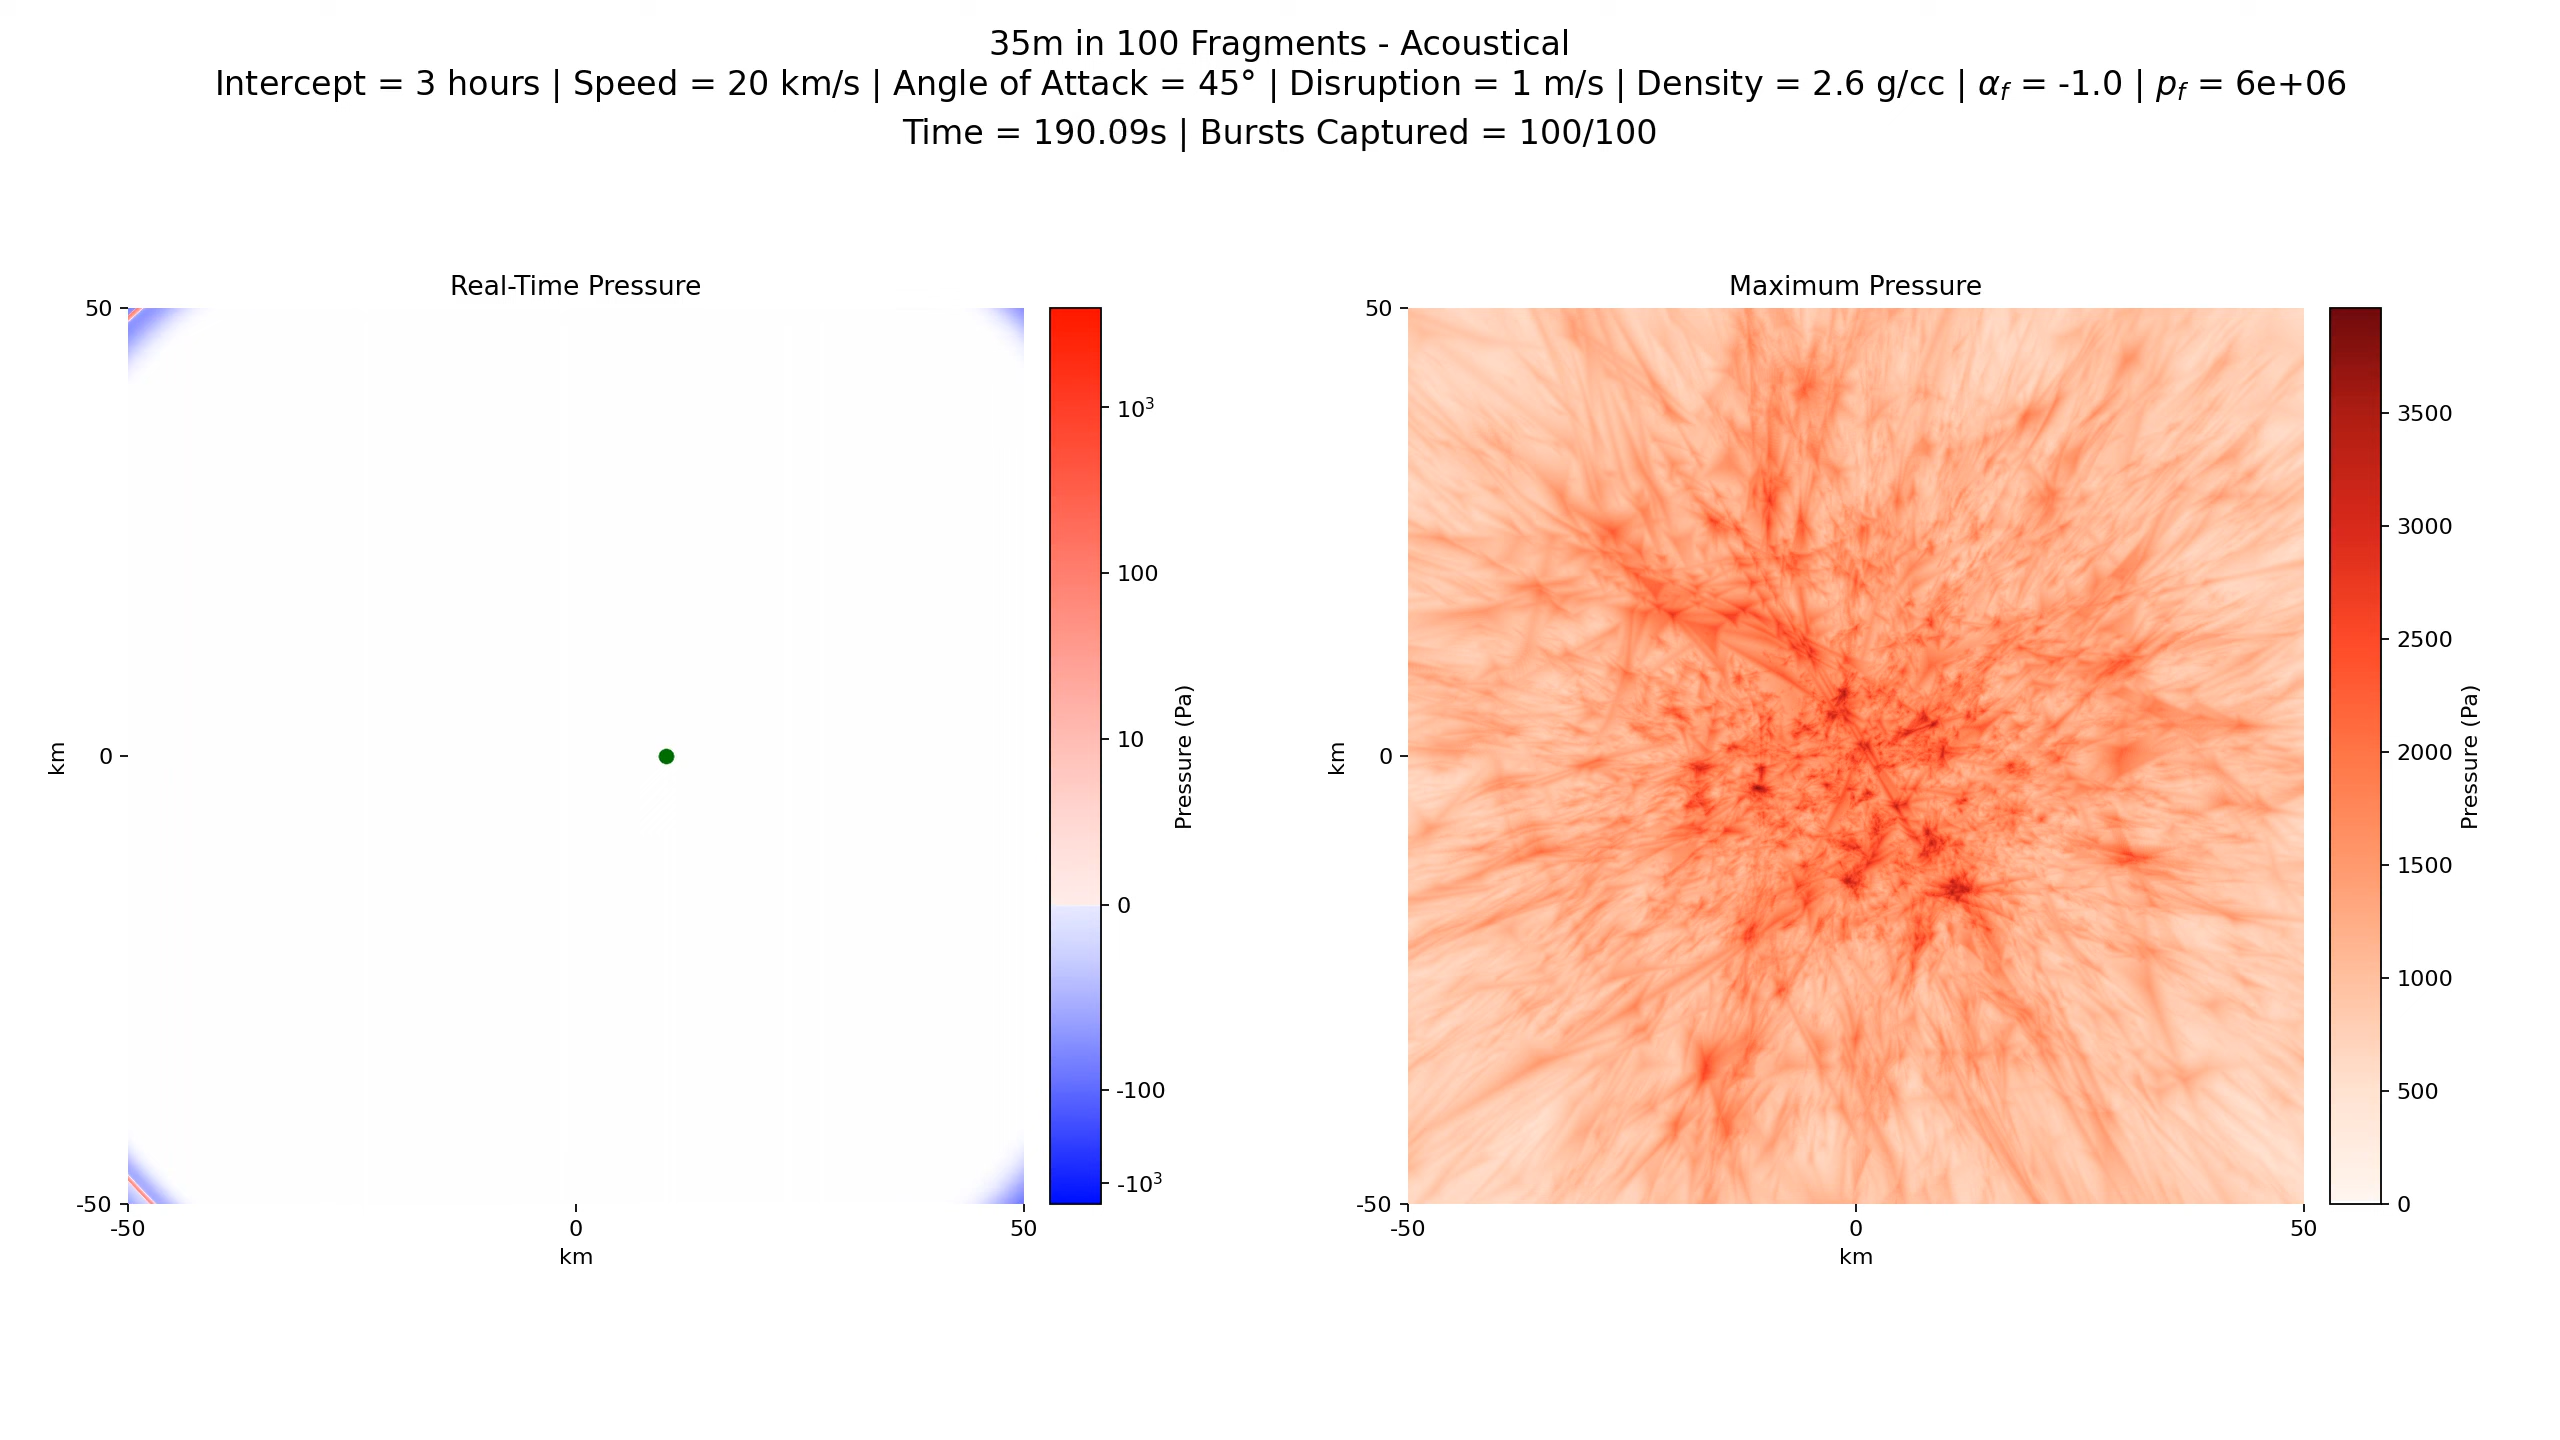 35m in 100 Fragments - Acoustical
Intercept = 3 hours | Speed = 20 km/s | Angle of Attack = 45° | Disruption = 1 m/s | Density = 2.6 g/cc | α_f = -1.0 | p_f = 6e+06
Time = 190.09s | Bursts Captured = 100/100
Real-Time Pressure
50
0
-50
km
-50
0
50
km
10³
100
10
0
-100
-10³
Pressure (Pa)
Maximum Pressure
50
0
-50
km
-50
0
50
km
3500
3000
2500
2000
1500
1000
500
0
Pressure (Pa)